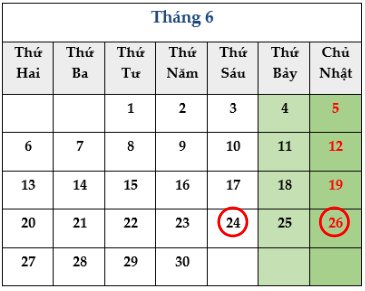 Tháng 6
Thứ Hai Thứ Ba Thứ Tư Thứ Năm Thứ Sáu Thứ Bảy Chủ Nhật
1 2 3 4 5
6 7 8 9 10 11 12
13 14 15 16 17 18 19
20 21 22 23 24 25 26
27 28 29 30